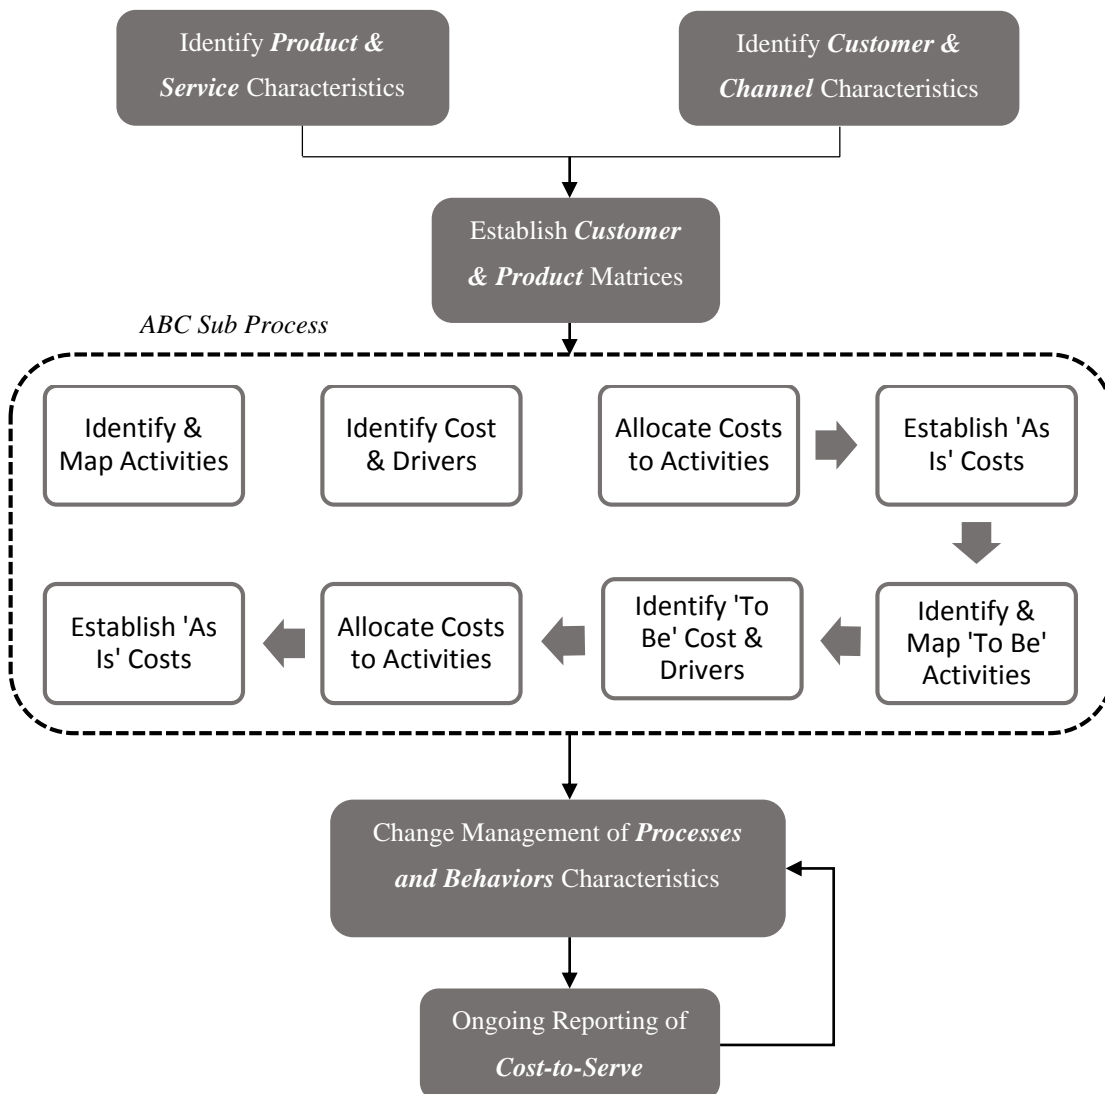 Identify Product &
Service Characteristics
Identify Customer &
Channel Characteristics
Establish Customer
& Product Matrices
ABC Sub Process
Identify &
Map Activities
Identify Cost
& Drivers
Allocate Costs
to Activities
Establish 'As
Is' Costs
Establish 'As
Is' Costs
Allocate Costs
to Activities
Identify 'To
Be' Cost &
Drivers
Identify &
Map 'To Be'
Activities
Change Management of Processes
and Behaviors Characteristics
Ongoing Reporting of
Cost-to-Serve